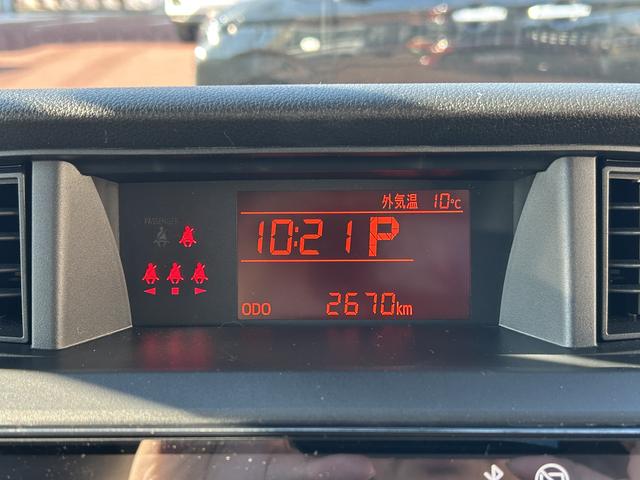 PASSENGER
外気温 10℃
10:21 P
ODO 2670km